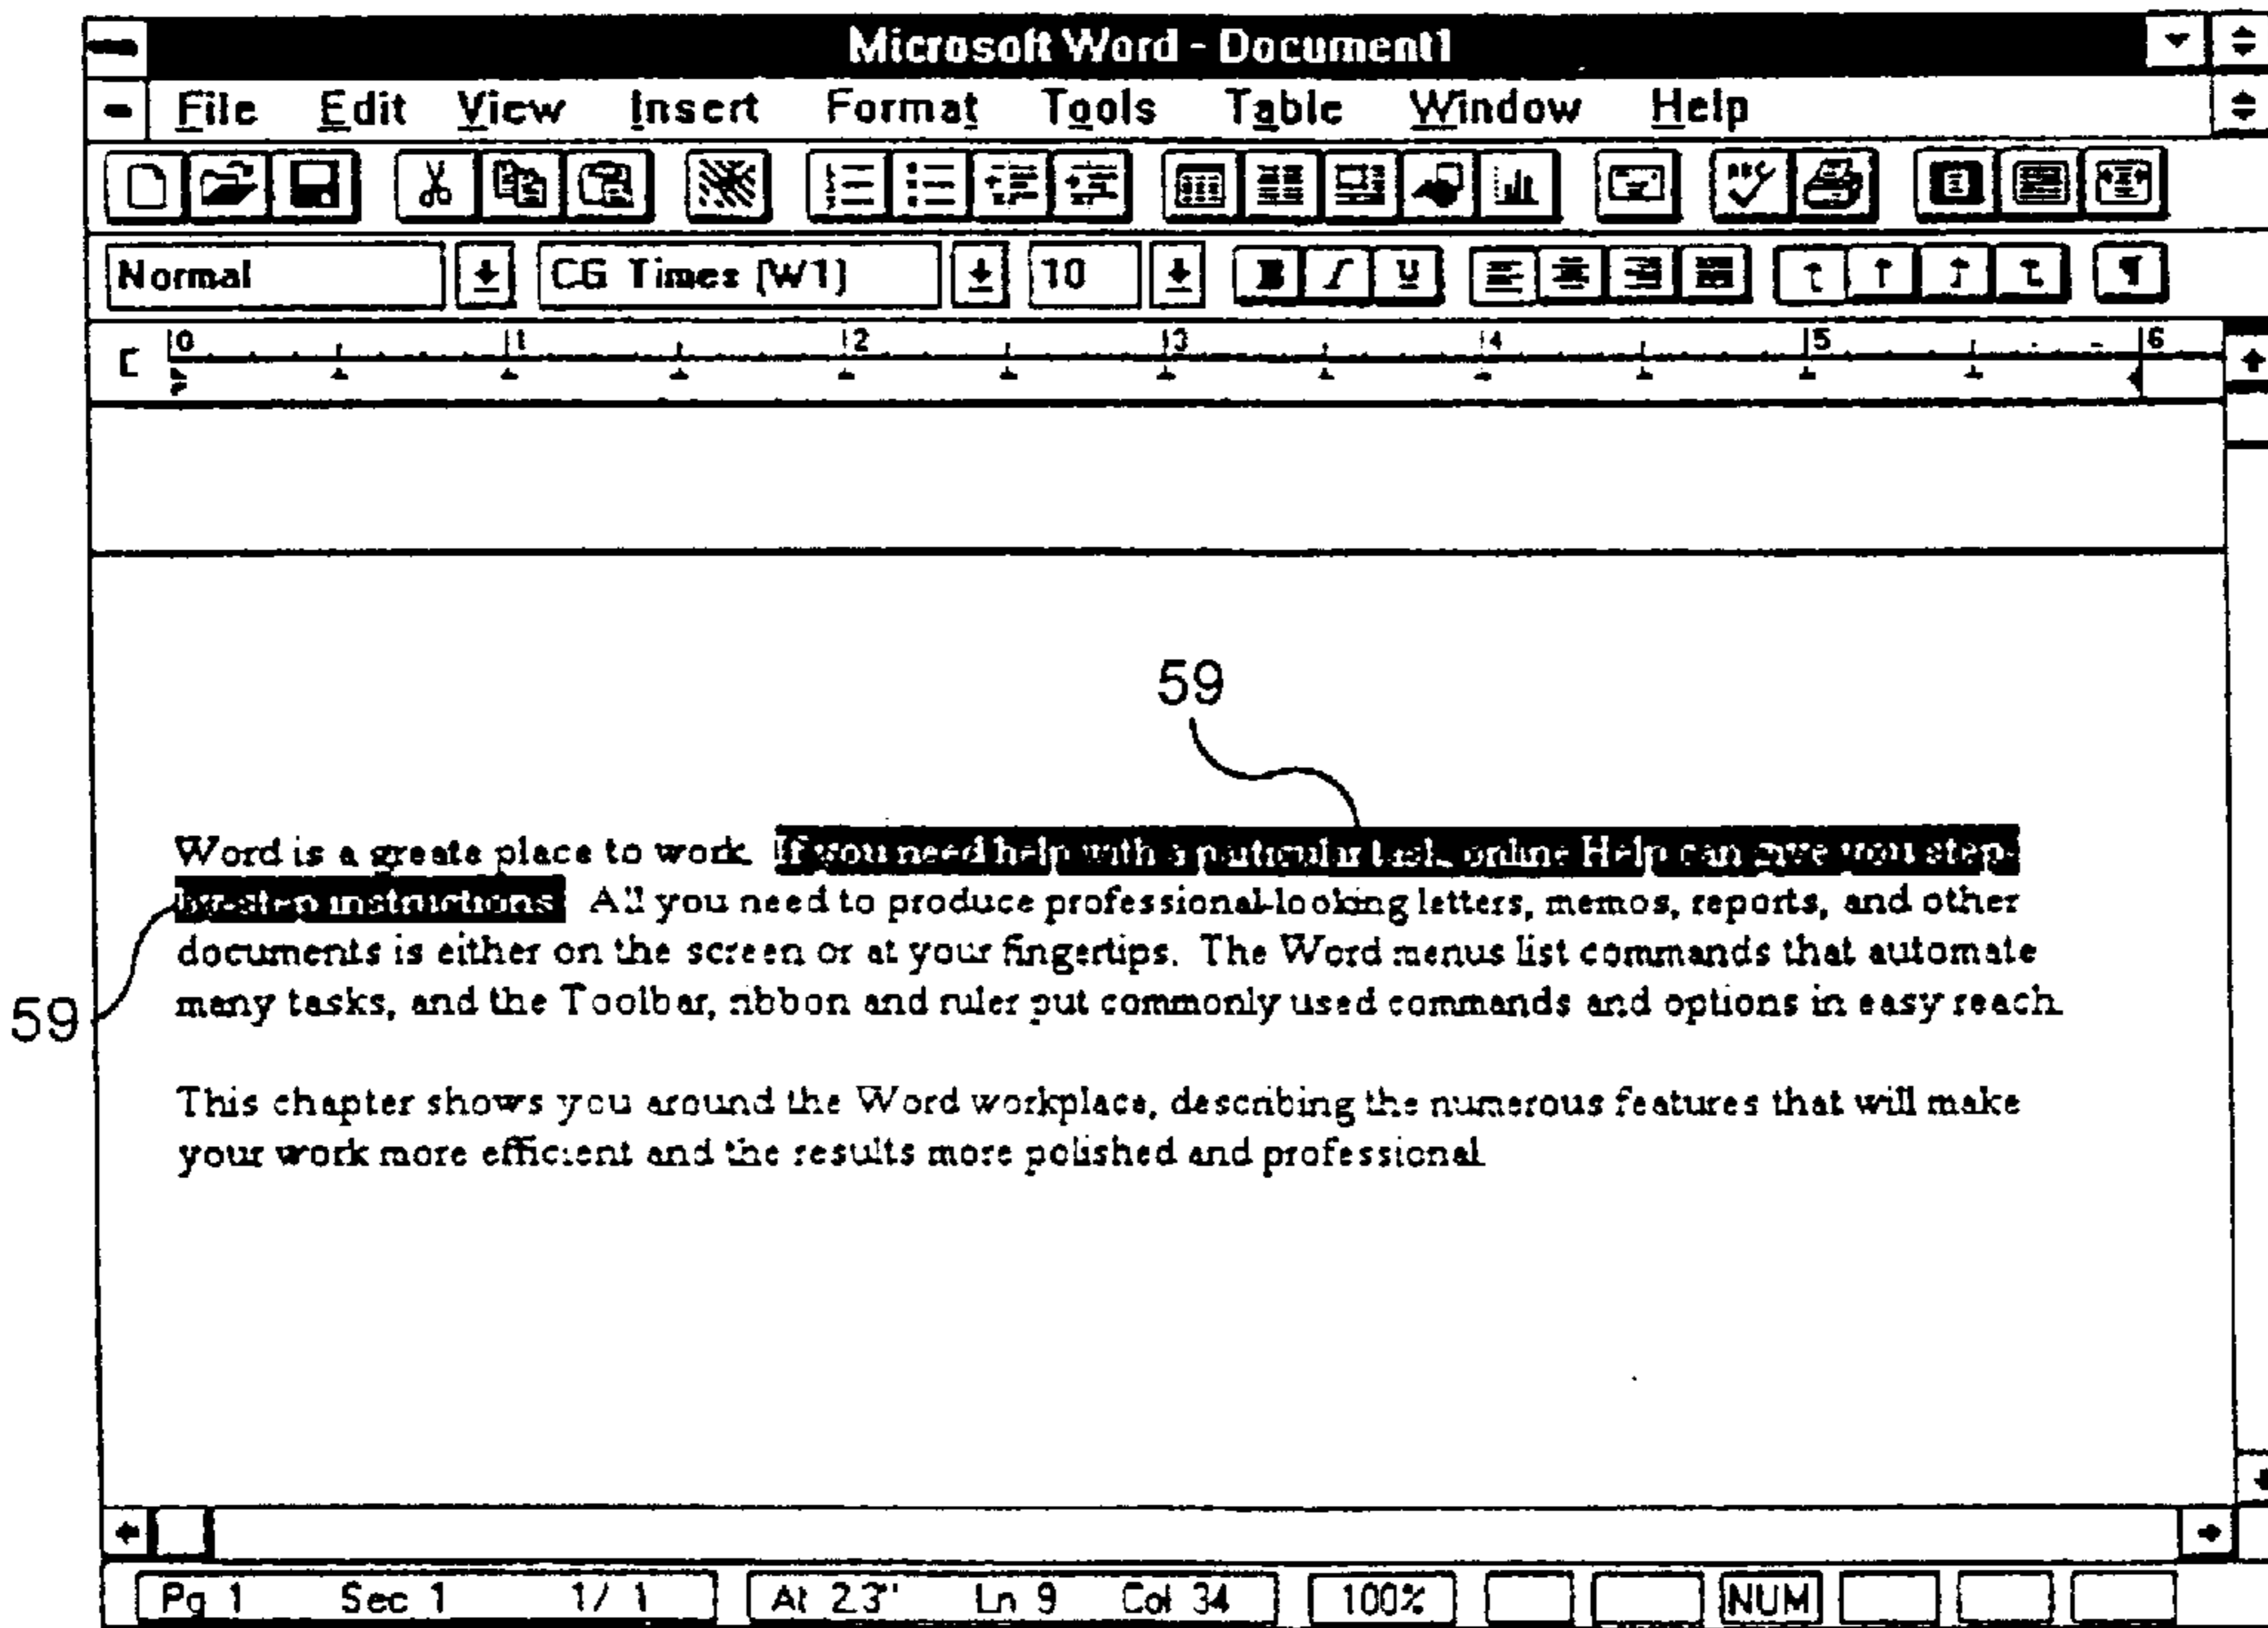 Microsoft Word - Document1
File Edit View Insert Format Tools Table Window Help
ABC
Normal CG Times (W1) 10 B I U ¶
0 1 2 3 4 5 6
59
Word is a greate place to work. If you need help with a particular task, online Help can give you step-
by-step instructions. All you need to produce professional-looking letters, memos, reports, and other
documents is either on the screen or at your fingertips. The Word menus list commands that automate
many tasks, and the Toolbar, ribbon and ruler put commonly used commands and options in easy reach.
59
This chapter shows you around the Word workplace, describing the numerous features that will make
your work more efficient and the results more polished and professional.
Pg 1 Sec 1 1/ 1 At 2.3" Ln 9 Col 34 100% NUM